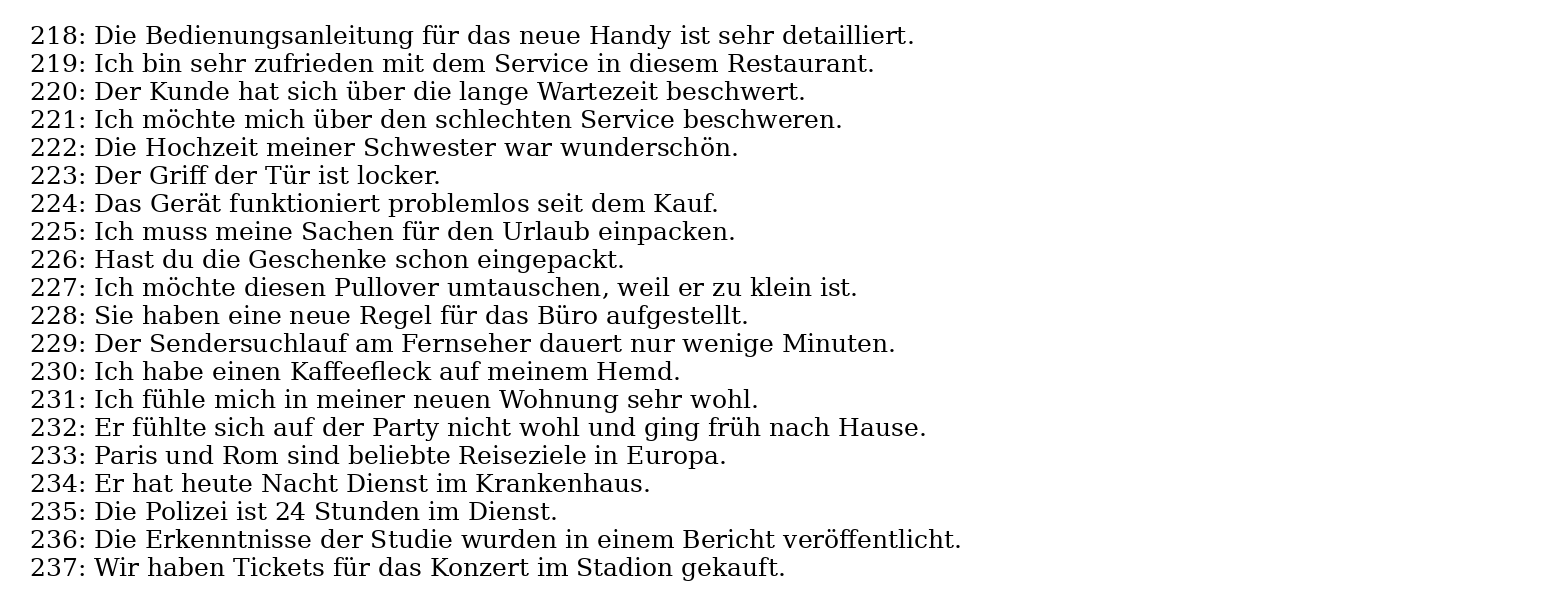 218: Die Bedienungsanleitung für das neue Handy ist sehr detailliert.
219: Ich bin sehr zufrieden mit dem Service in diesem Restaurant.
220: Der Kunde hat sich über die lange Wartezeit beschwert.
221: Ich möchte mich über den schlechten Service beschweren.
222: Die Hochzeit meiner Schwester war wunderschön.
223: Der Griff der Tür ist locker.
224: Das Gerät funktioniert problemlos seit dem Kauf.
225: Ich muss meine Sachen für den Urlaub einpacken.
226: Hast du die Geschenke schon eingepackt.
227: Ich möchte diesen Pullover umtauschen, weil er zu klein ist.
228: Sie haben eine neue Regel für das Büro aufgestellt.
229: Der Sendersuchlauf am Fernseher dauert nur wenige Minuten.
230: Ich habe einen Kaffeefleck auf meinem Hemd.
231: Ich fühle mich in meiner neuen Wohnung sehr wohl.
232: Er fühlte sich auf der Party nicht wohl und ging früh nach Hause.
233: Paris und Rom sind beliebte Reiseziele in Europa.
234: Er hat heute Nacht Dienst im Krankenhaus.
235: Die Polizei ist 24 Stunden im Dienst.
236: Die Erkenntnisse der Studie wurden in einem Bericht veröffentlicht.
237: Wir haben Tickets für das Konzert im Stadion gekauft.